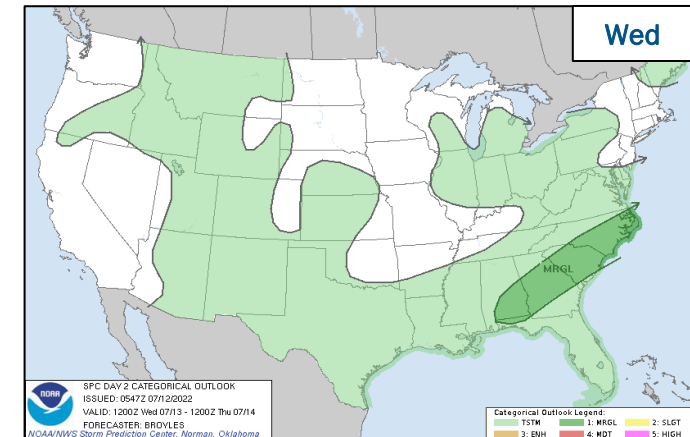 Wed
MRGL
NOAA
SPC DAY 2 CATEGORICAL OUTLOOK
ISSUED: 0547Z 07/12/2022
VALID: 1200Z Wed 07/13 - 1200Z Thu 07/14
FORECASTER: BROYLES
NOAA/NWS Storm Prediction Center, Norman, Oklahoma
Categorical Outlook Legend:
TSTM 1: MRGL 2: SLGT
3: ENH 4: MDT 5: HIGH